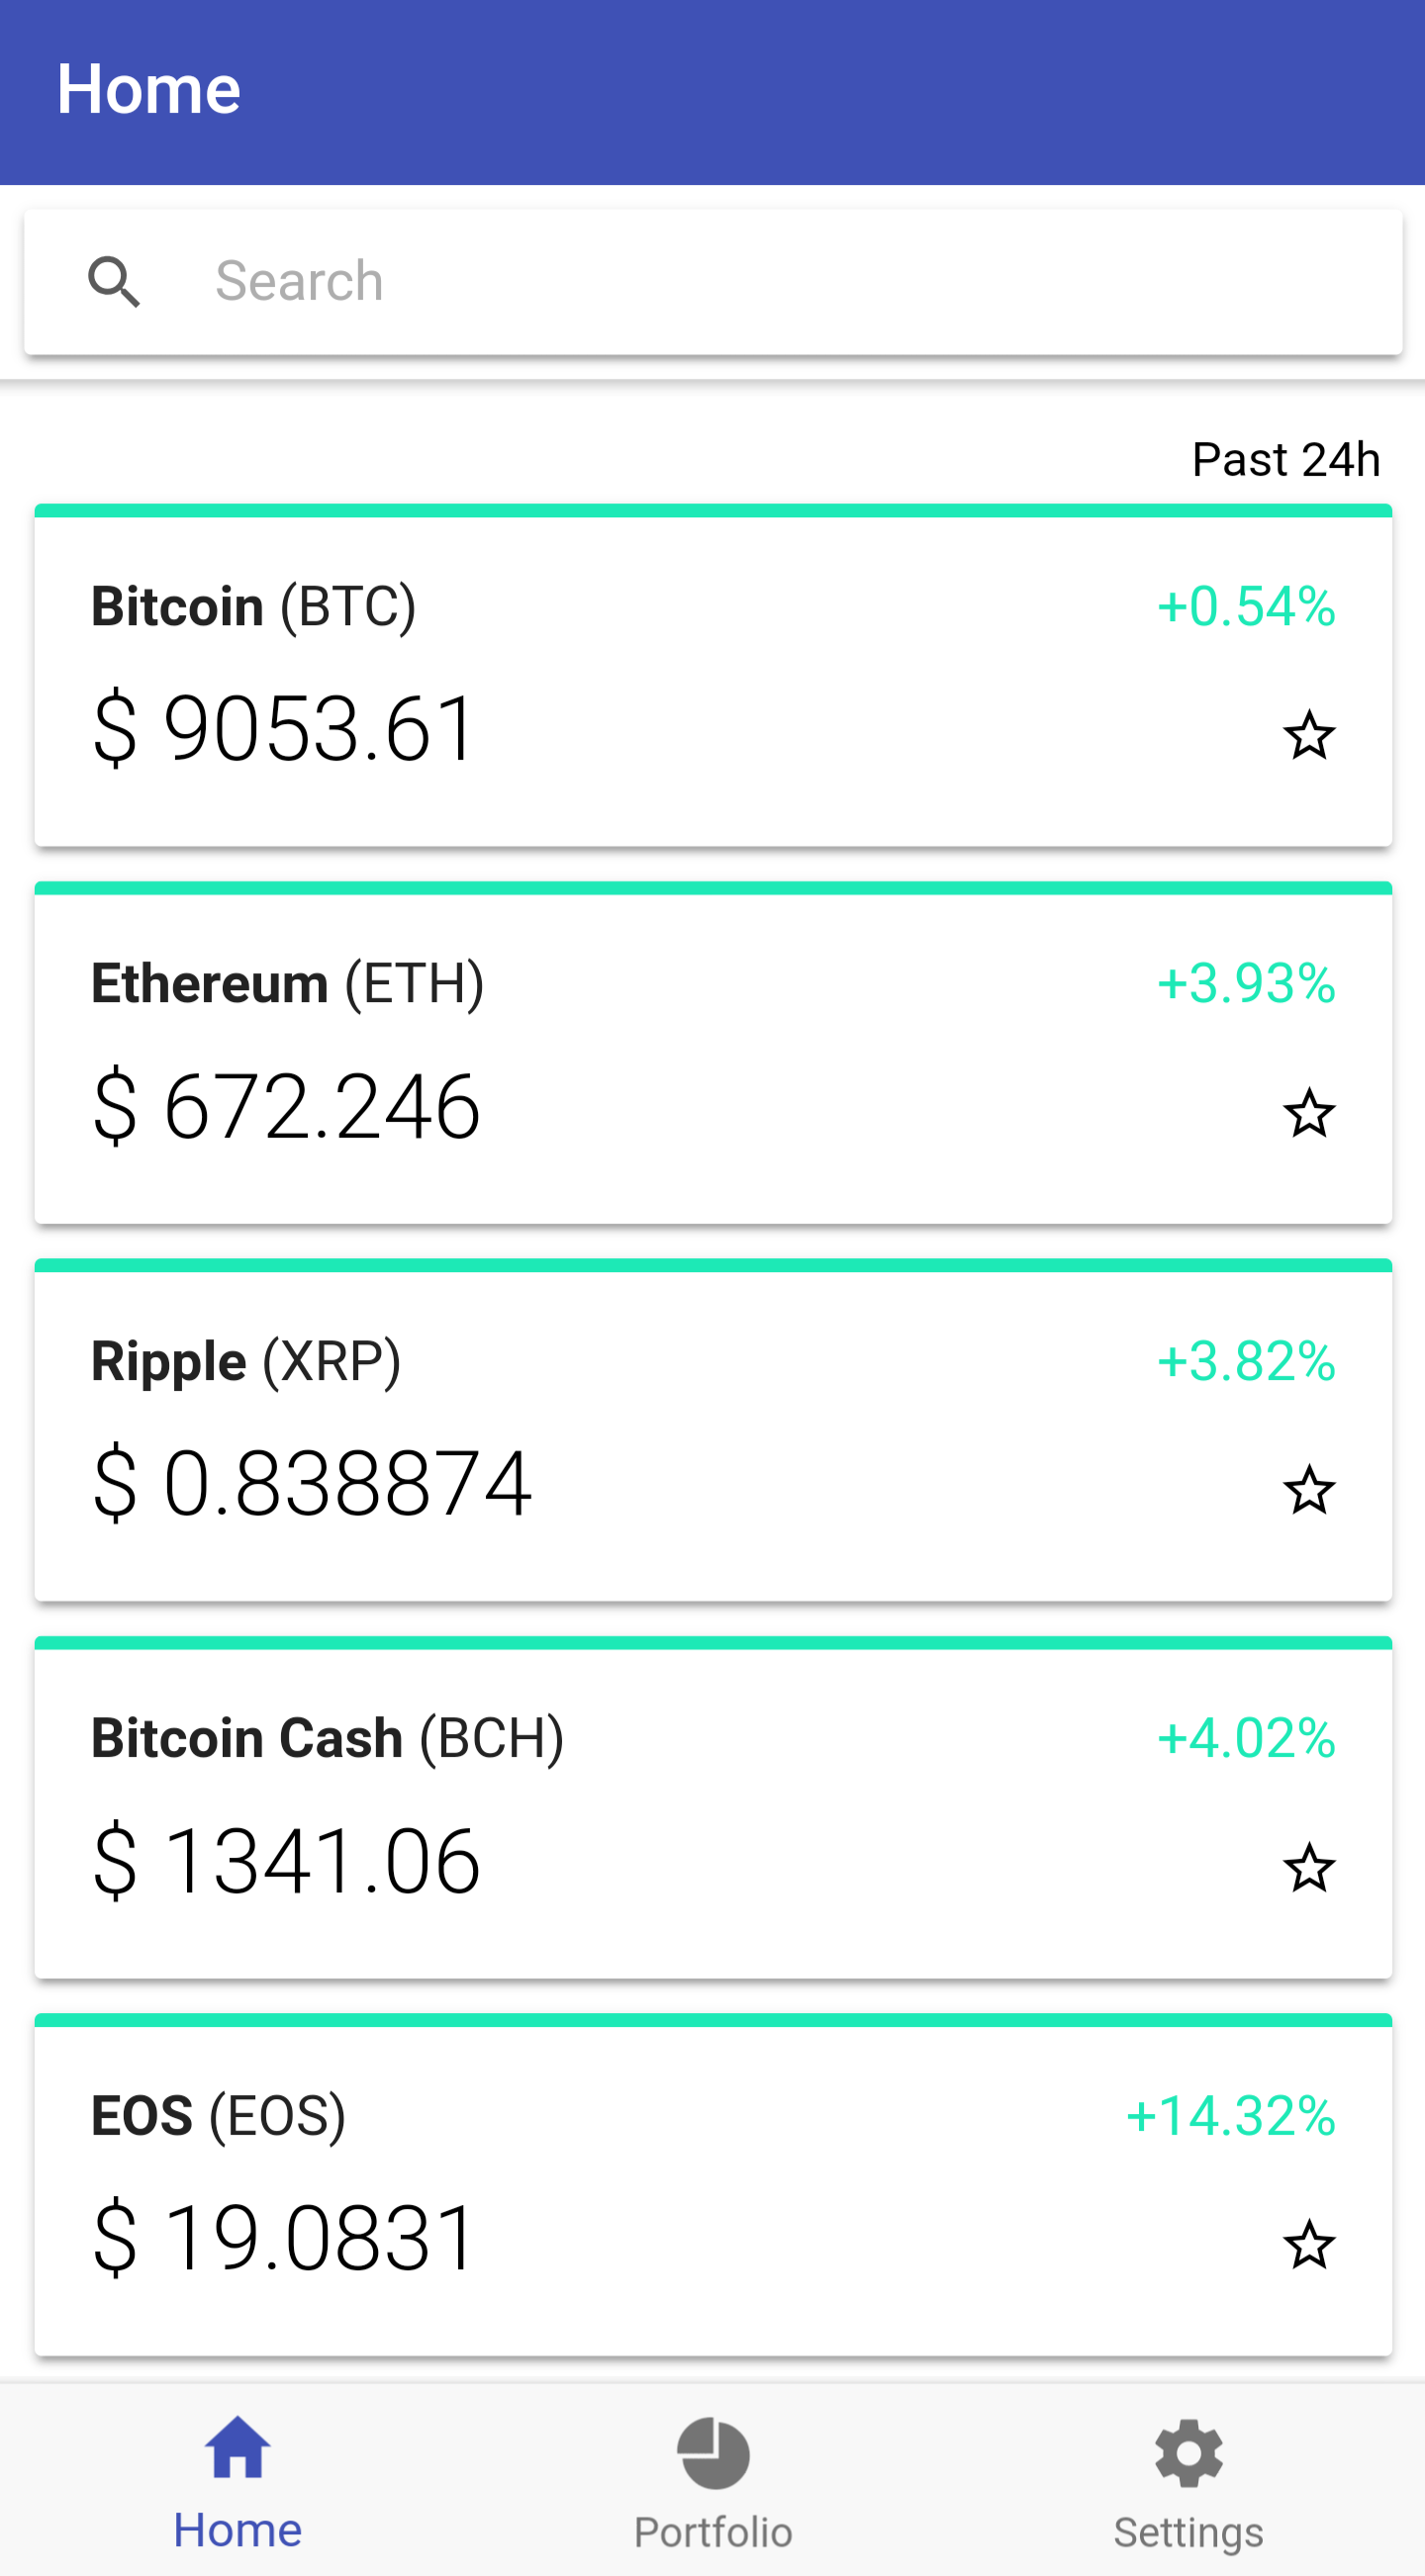 Home
Search
Past 24h
Bitcoin (BTC) +0.54%
$ 9053.61
Ethereum (ETH) +3.93%
$ 672.246
Ripple (XRP) +3.82%
$ 0.838874
Bitcoin Cash (BCH) +4.02%
$ 1341.06
EOS (EOS) +14.32%
$ 19.0831
Home Portfolio Settings